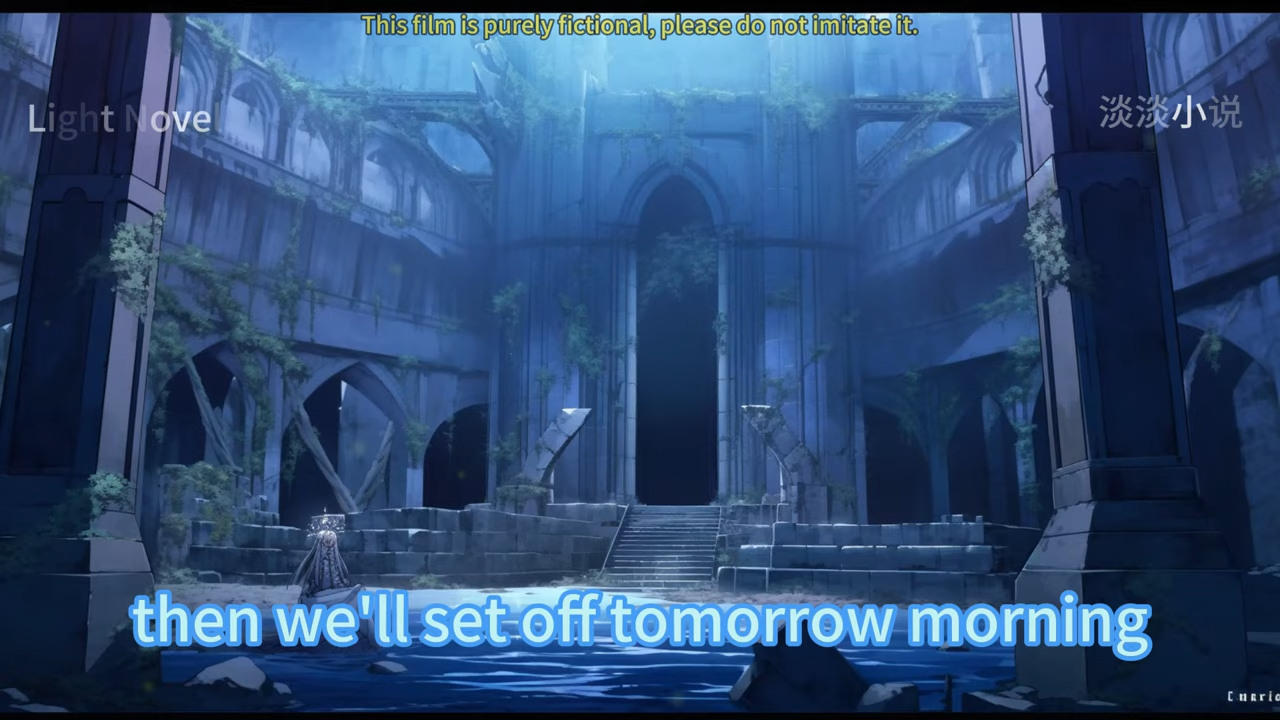 This film is purely fictional, please do not imitate it.
Light Novel
淡淡小说
then we'll set off tomorrow morning